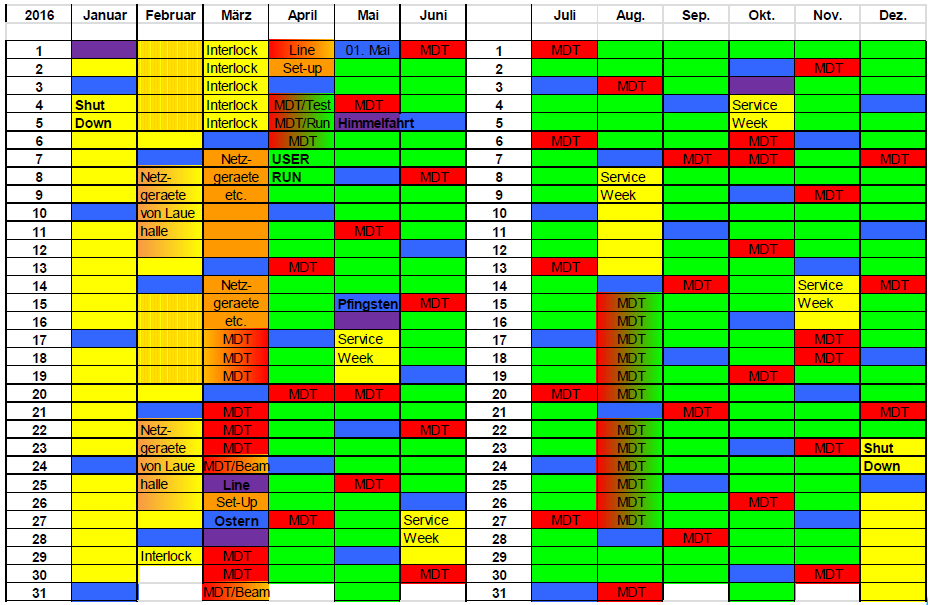 2016 Januar Februar März April Mai Juni Juli Aug. Sep. Okt. Nov. Dez.
1 Interlock Line 01. Mai MDT 1 MDT
2 Interlock Set-up 2 MDT
3 Interlock 3 MDT
4 Shut Interlock MDT/Test MDT 4 Service
5 Down Interlock MDT/Run Himmelfahrt 5 Week
6 MDT 6 MDT MDT
7 Netz- USER 7 MDT MDT MDT
8 Netz- geraete RUN MDT 8 Service
9 geraete etc. 9 Week MDT
10 von Laue 10
11 halle MDT 11
12 12 MDT
13 MDT 13 MDT
14 Netz- 14 MDT Service MDT
15 geraete Pfingsten MDT 15 MDT Week
16 etc. 16 MDT
17 MDT Service 17 MDT MDT
18 MDT Week 18 MDT MDT
19 MDT 19 MDT MDT
20 MDT MDT 20 MDT MDT
21 MDT 21 MDT MDT
22 Netz- MDT MDT 22 MDT
23 geraete MDT 23 MDT MDT Shut
24 von Laue MDT/Beam 24 MDT Down
25 halle Line MDT 25 MDT
26 Set-Up 26 MDT MDT
27 Ostern MDT Service 27 MDT MDT
28 Week 28 MDT
29 Interlock MDT 29
30 MDT MDT 30 MDT
31 MDT/Beam 31 MDT